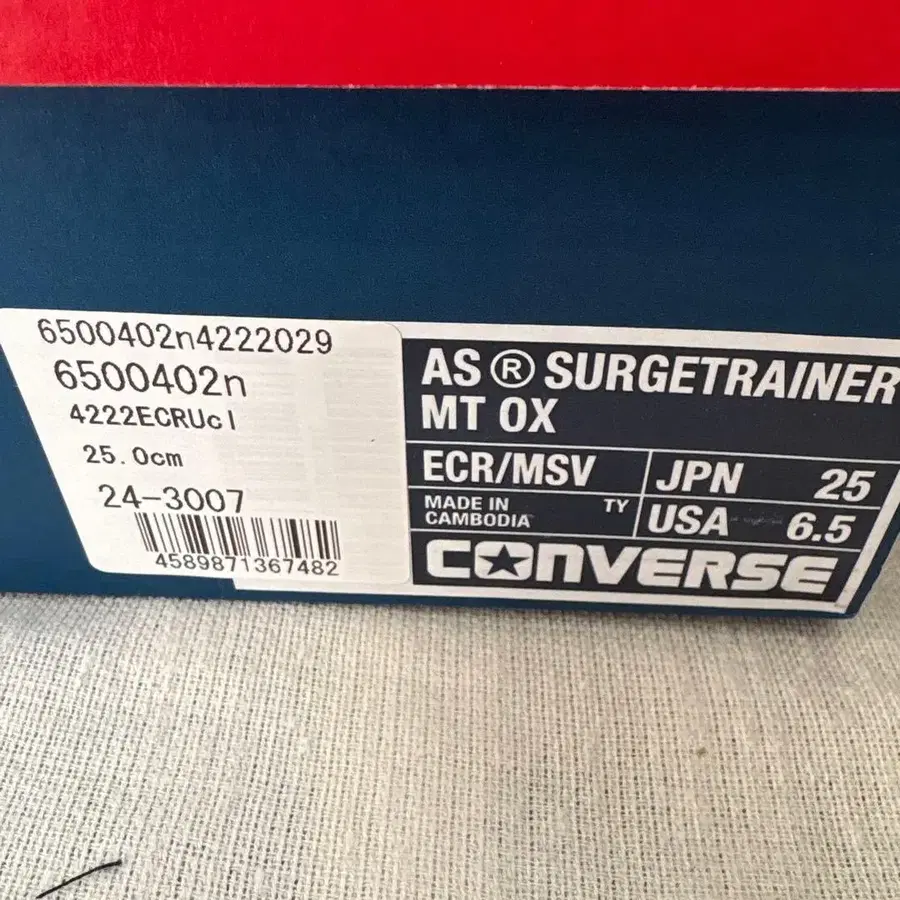 6500402n4222029
6500402n
4222ECRUcl
25.0cm
24-3007
4589871367482
AS Ⓡ SURGETRAINER
MT OX
ECR/MSV
JPN 25
MADE IN
CAMBODIA
TY
USA 6.5
CONVERSE